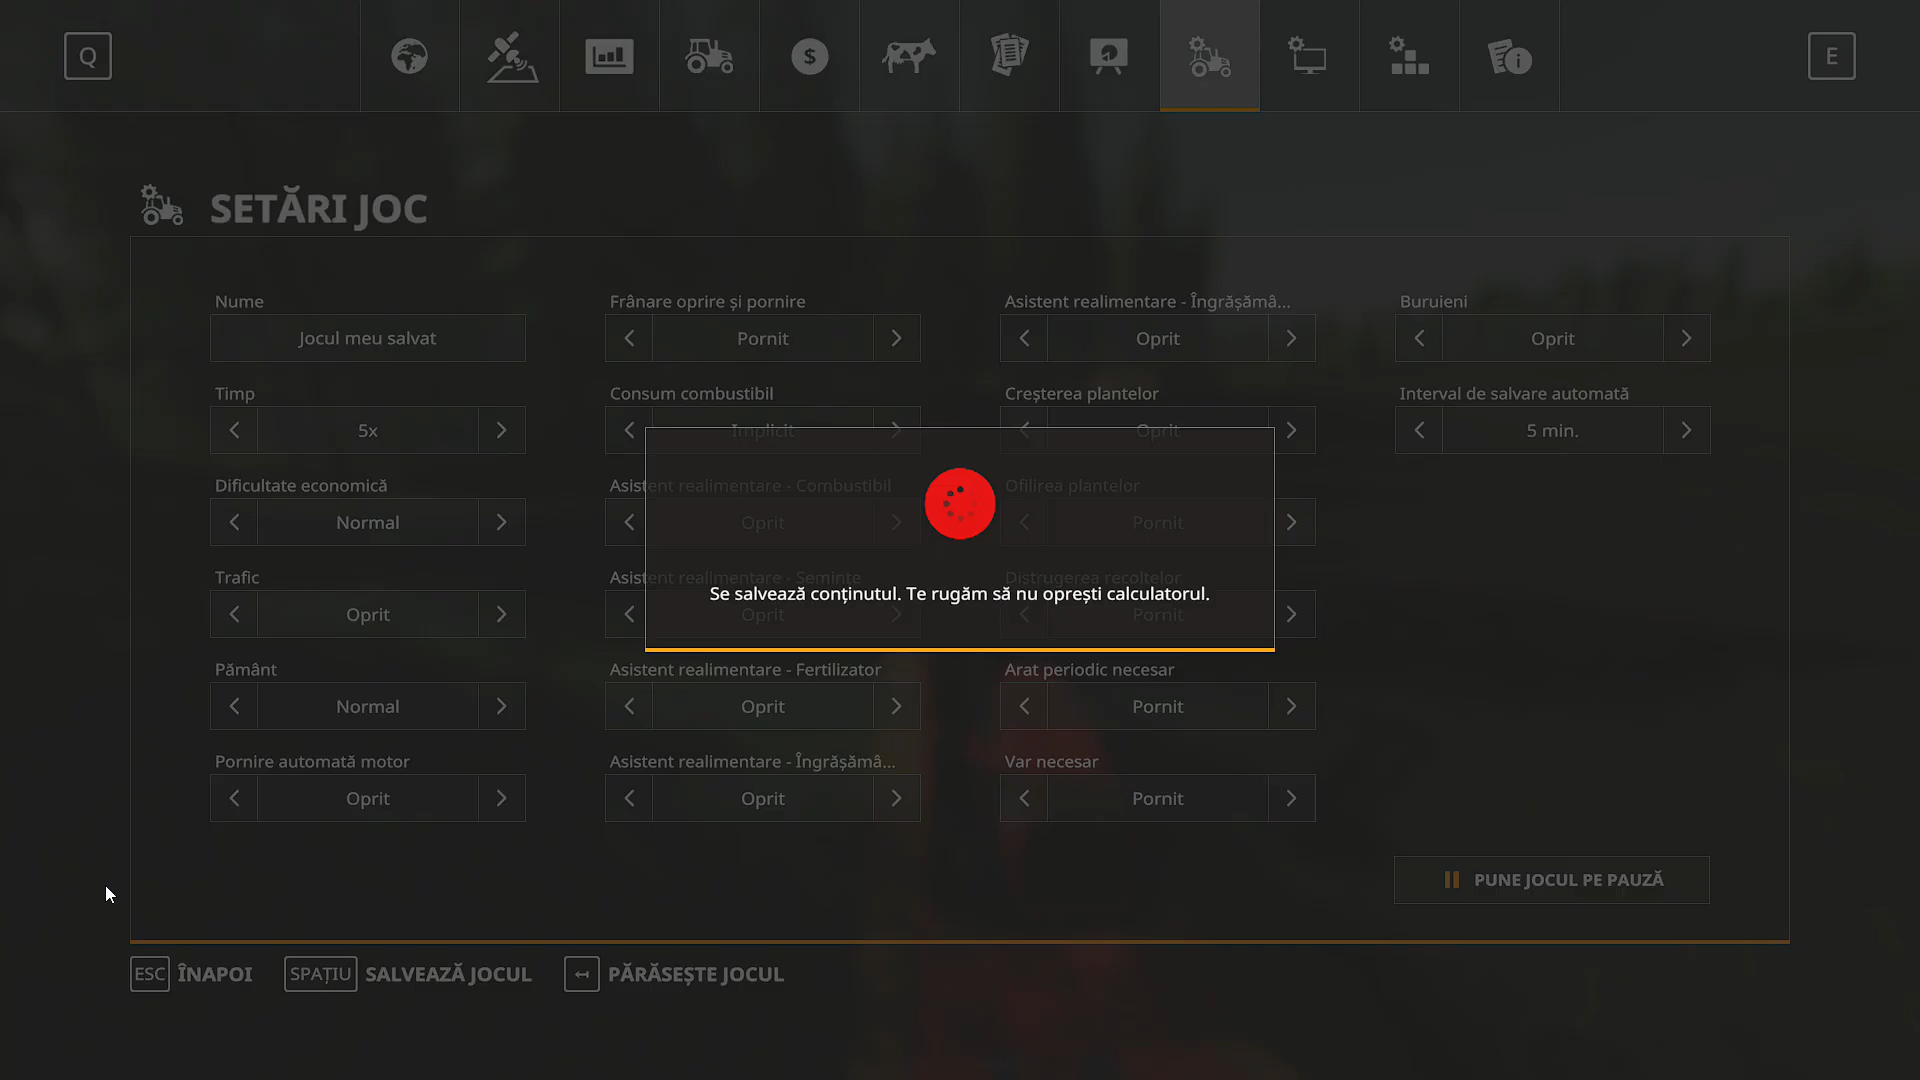 Q
$
E
SETĂRI JOC
Nume
Jocul meu salvat
Frânare oprire și pornire
Pornit
Asistent realimentare - Îngrășămâ...
Oprit
Buruieni
Oprit
Timp
5x
Consum combustibil
Implicit
Creșterea plantelor
Oprit
Interval de salvare automată
5 min.
Dificultate economică
Normal
Asistent realimentare - Combustibil
Oprit
Ofilirea plantelor
Pornit
Se salvează conținutul. Te rugăm să nu oprești calculatorul.
Trafic
Oprit
Asistent realimentare - Semințe
Oprit
Distrugerea recoltelor
Pornit
Pământ
Normal
Asistent realimentare - Fertilizator
Oprit
Arat periodic necesar
Pornit
Pornire automată motor
Oprit
Asistent realimentare - Îngrășămâ...
Oprit
Var necesar
Pornit
PUNE JOCUL PE PAUZĂ
ESC ÎNAPOI SPAȚIU SALVEAZĂ JOCUL PĂRĂSEȘTE JOCUL